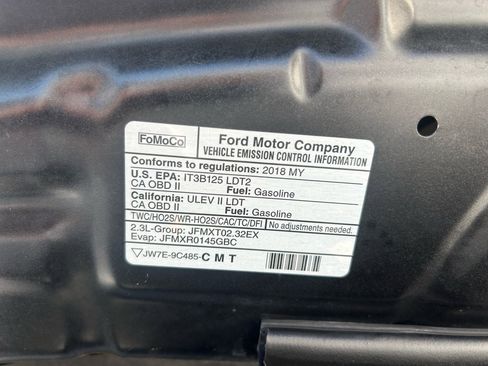 FoMoCo
Ford Motor Company
VEHICLE EMISSION CONTROL INFORMATION
Conforms to regulations: 2018 MY
U.S. EPA: IT3B125 LDT2
CA OBD II Fuel: Gasoline
California: ULEV II LDT
CA OBD II Fuel: Gasoline
TWC/HO2S/WR-HO2S/CAC/TC/DFI No adjustments needed.
2.3L-Group: JFMXT02.32EX
Evap: JFMXR0145GBC
JW7E-9C485-C M T